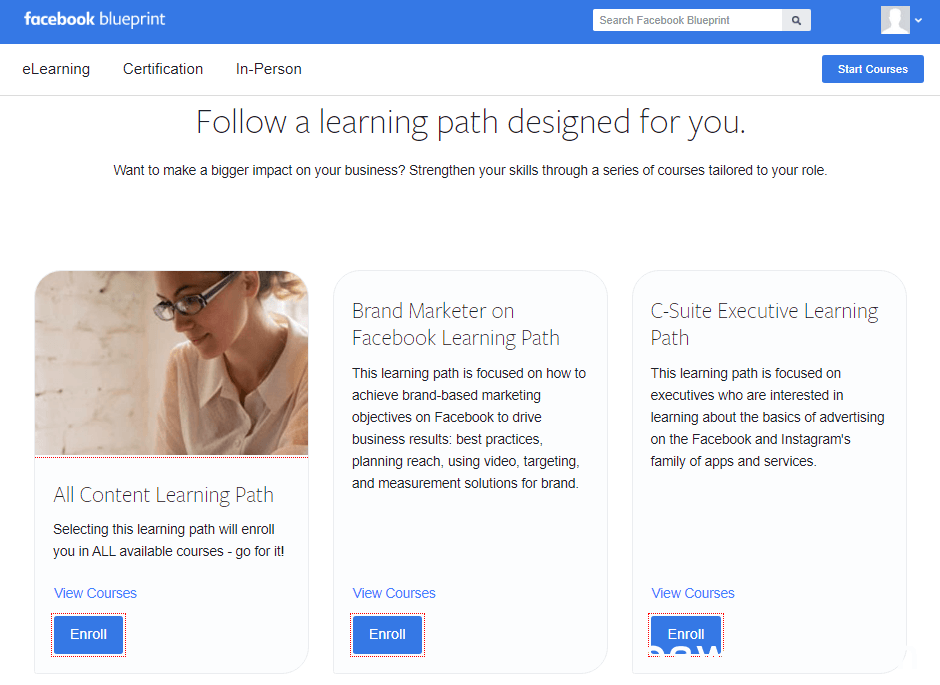 facebook blueprint
Search Facebook Blueprint
eLearning Certification In-Person
Start Courses
Follow a learning path designed for you.
Want to make a bigger impact on your business? Strengthen your skills through a series of courses tailored to your role.
All Content Learning Path
Selecting this learning path will enroll
you in ALL available courses - go for it!
View Courses
Enroll
Brand Marketer on
Facebook Learning Path
This learning path is focused on how to
achieve brand-based marketing
objectives on Facebook to drive
business results: best practices,
planning reach, using video, targeting,
and measurement solutions for brand.
View Courses
Enroll
C-Suite Executive Learning
Path
This learning path is focused on
executives who are interested in
learning about the basics of advertising
on the Facebook and Instagram's
family of apps and services.
View Courses
Enroll